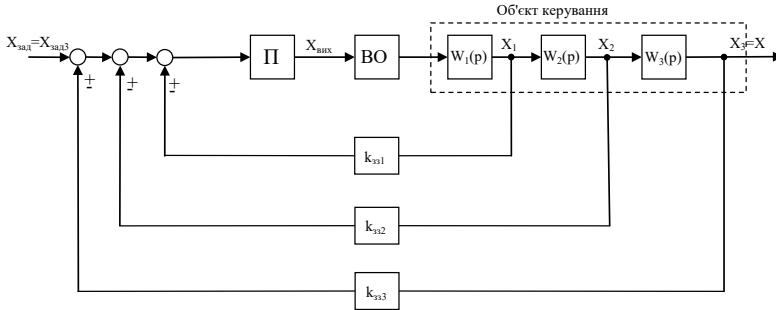 Об'єкт керування
Xзад=Xзад3
П
Xвих
ВО
W1(p)
X1
W2(p)
X2
W3(p)
X3=X
±
±
±
kзз1
kзз2
kзз3